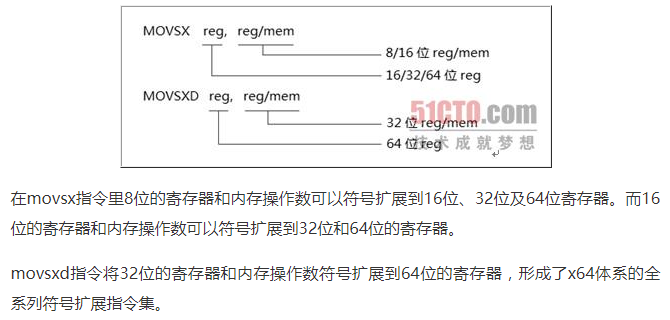 MOVSX reg, reg/mem
8/16 位 reg/mem
16/32/64 位 reg
MOVSXD reg, reg/mem
51CTO.com
32 位 reg/mem
技术成就梦想
64 位 reg
在movsx指令里8位的寄存器和内存操作数可以符号扩展到16位、32位及64位寄存器。而16
位的寄存器和内存操作数可以符号扩展到32位和64位的寄存器。
movsxd指令将32位的寄存器和内存操作数符号扩展到64位的寄存器，形成了x64体系的全
系列符号扩展指令集。